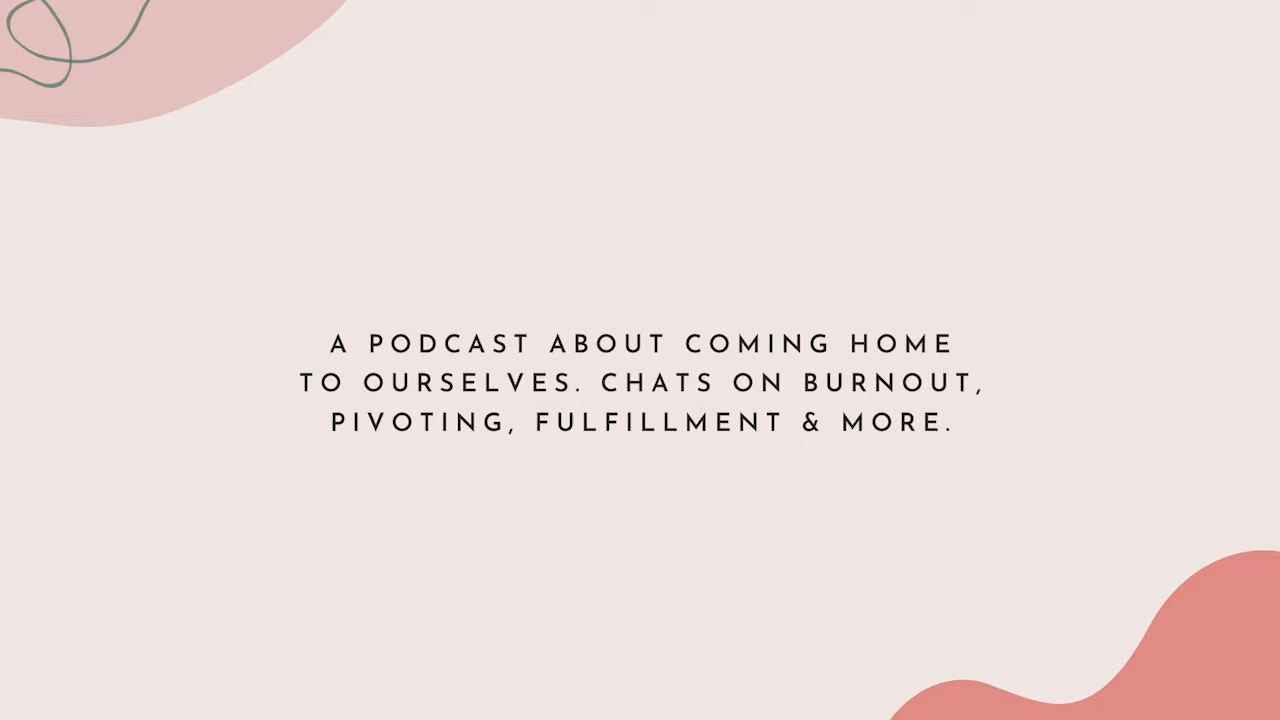 A PODCAST ABOUT COMING HOME
TO OURSELVES. CHATS ON BURNOUT,
PIVOTING, FULFILLMENT & MORE.